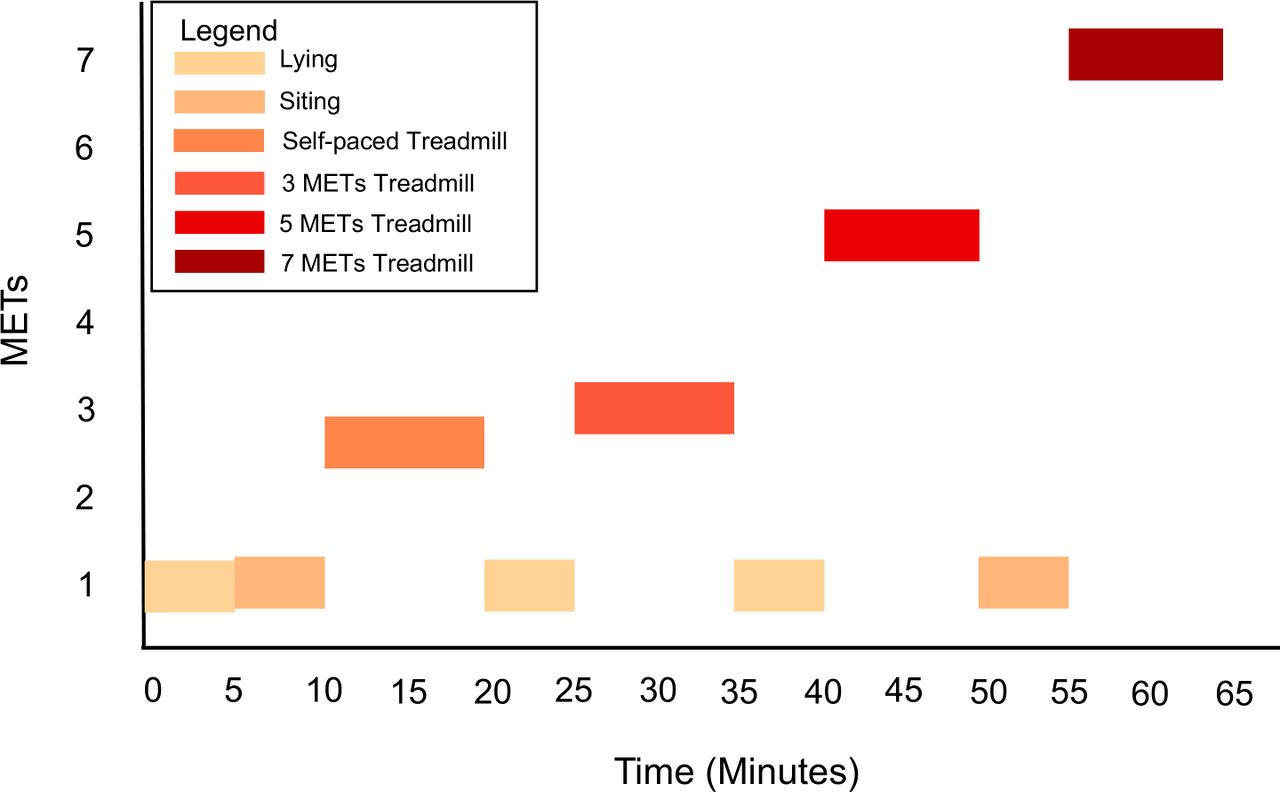 Legend
Lying
Siting
Self-paced Treadmill
3 METs Treadmill
5 METs Treadmill
7 METs Treadmill
METs
7
6
5
4
3
2
1
0 5 10 15 20 25 30 35 40 45 50 55 60 65
Time (Minutes)